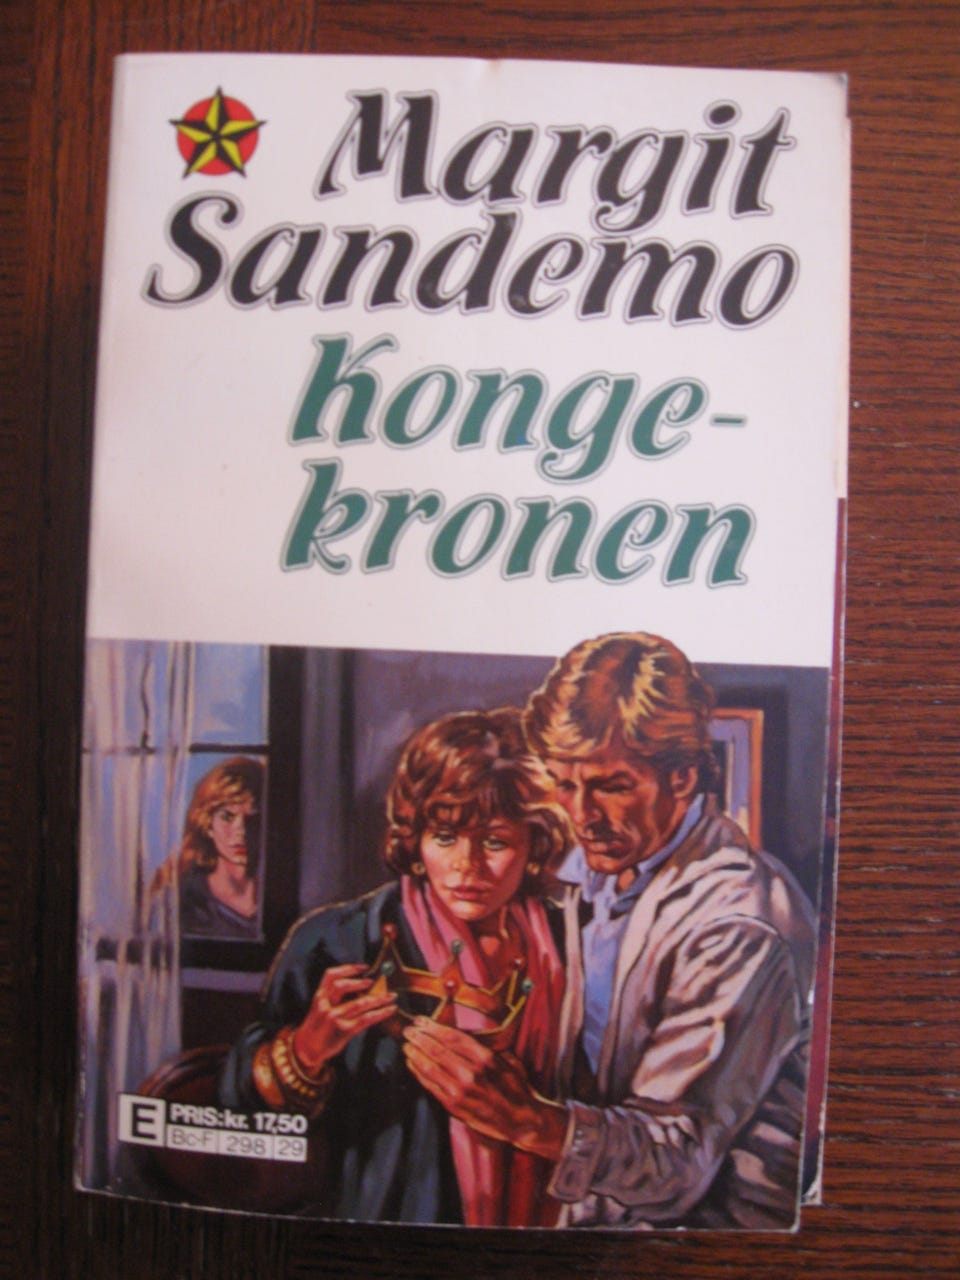 Margit
Sandemo
Konge-
kronen
E PRIS: kr. 17,50
Bc-F 298 29